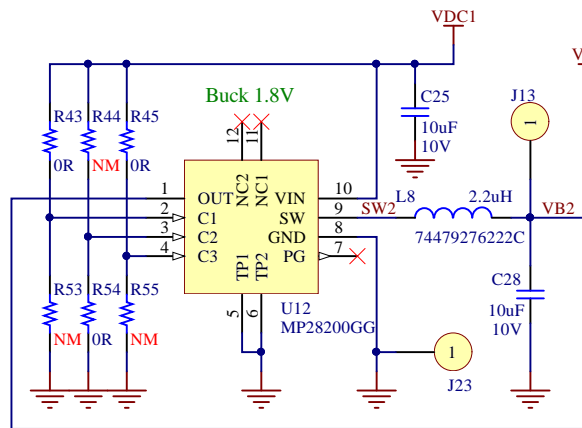 VDC1
V
Buck 1.8V
R43 R44 R45
C25
10uF
10V
J13
1
0R NM 0R
12 11
NC2 NC1
1 OUT VIN 10
2 C1 SW 9
3 C2 GND 8
4 C3 PG 7
TP1 TP2
5 6
SW2
L8 2.2uH
74479276222C
VB2
R53 R54 R55
NM 0R NM
U12
MP28200GG
C28
10uF
10V
1
J23